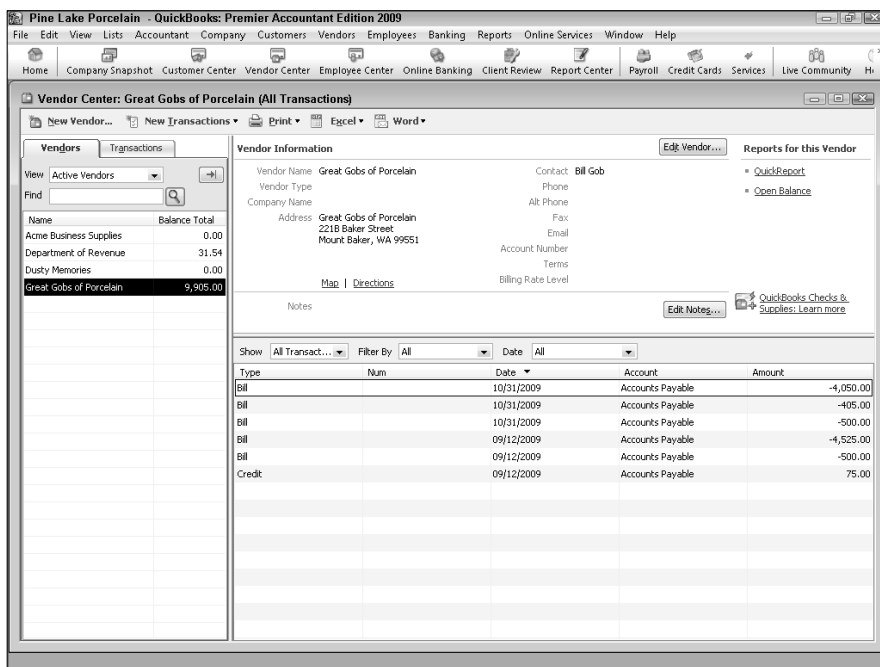 Pine Lake Porcelain - QuickBooks: Premier Accountant Edition 2009
File Edit View Lists Accountant Company Customers Vendors Employees Banking Reports Online Services Window Help
Home Company Snapshot Customer Center Vendor Center Employee Center Online Banking Client Review Report Center Payroll Credit Cards Services Live Community
Vendor Center: Great Gobs of Porcelain (All Transactions)
New Vendor... New Transactions Print Excel Word
Vendors Transactions
View Active Vendors
Find
Name Balance Total
Acme Business Supplies 0.00
Department of Revenue 31.54
Dusty Memories 0.00
Great Gobs of Porcelain 9,905.00
Vendor Information Edit Vendor...
Vendor Name Great Gobs of Porcelain Contact Bill Gob
Vendor Type Phone
Company Name Alt Phone
Address Great Gobs of Porcelain Fax
221B Baker Street Email
Mount Baker, WA 99551
Account Number
Terms
Map | Directions Billing Rate Level
Notes Edit Notes...
Reports for this Vendor
QuickReport
Open Balance
QuickBooks Checks &
Supplies: Learn more
Show All Transact... Filter By All Date All
Type Num Date Account Amount
Bill 10/31/2009 Accounts Payable -4,050.00
Bill 10/31/2009 Accounts Payable -405.00
Bill 10/31/2009 Accounts Payable -500.00
Bill 09/12/2009 Accounts Payable -4,525.00
Bill 09/12/2009 Accounts Payable -500.00
Credit 09/12/2009 Accounts Payable 75.00